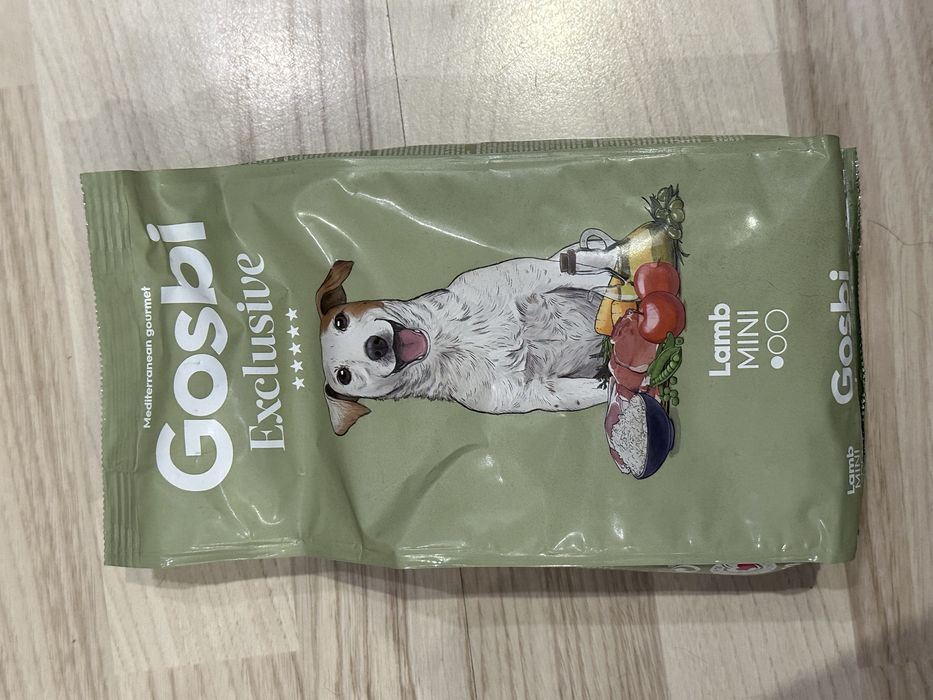 Mediterranean gourmet
Gosbi
Exclusive
Lamb
MINI
Gosbi
Lamb
MINI